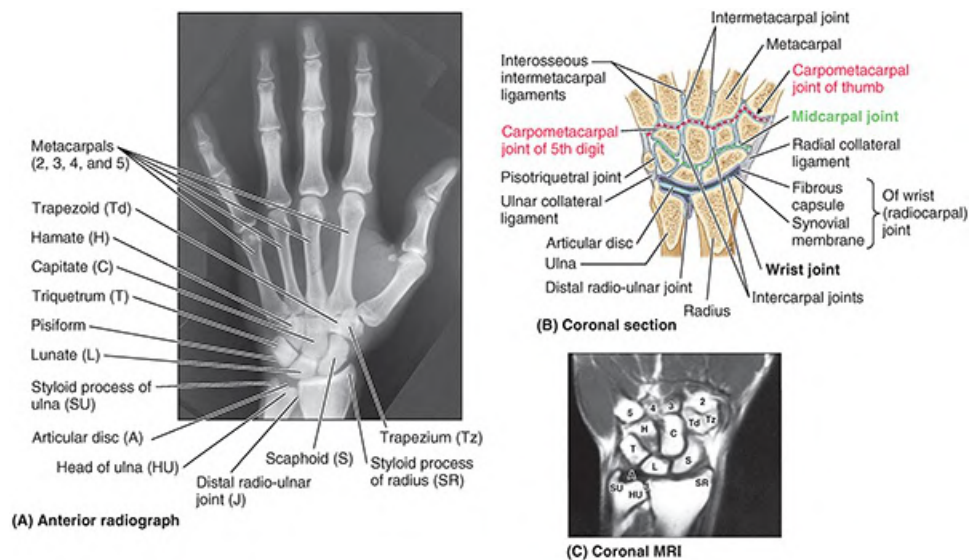 Metacarpals
(2, 3, 4, and 5)
Trapezoid (Td)
Hamate (H)
Capitate (C)
Triquetrum (T)
Pisiform
Lunate (L)
Styloid process of
ulna (SU)
Articular disc (A)
Head of ulna (HU)
Distal radio-ulnar
joint (J)
Scaphoid (S)
Trapezium (Tz)
Styloid process
of radius (SR)
(A) Anterior radiograph
Intermetacarpal joint
Interosseous
intermetacarpal
ligaments
Metacarpal
Carpometacarpal
joint of thumb
Midcarpal joint
Carpometacarpal
joint of 5th digit
Radial collateral
ligament
Pisotriquetral joint
Ulnar collateral
ligament
Fibrous
capsule
Synovial
membrane
Of wrist
(radiocarpal)
joint
Articular disc
Ulna
Distal radio-ulnar joint
Radius
Wrist joint
Intercarpal joints
(B) Coronal section
5 4 3 2
H C Td Tz
T L S
SU A HU J SR
(C) Coronal MRI